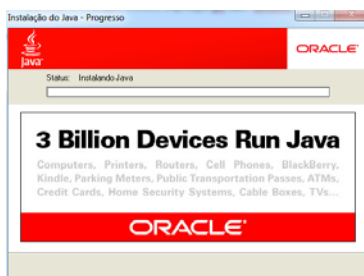 Instalação do Java - Progresso
Java
ORACLE
Status: Instalando Java
3 Billion Devices Run Java
Computers, Printers, Routers, Cell Phones, BlackBerry,
Kindle, Parking Meters, Public Transportation Passes, ATMs,
Credit Cards, Home Security Systems, Cable Boxes, TVs...
ORACLE